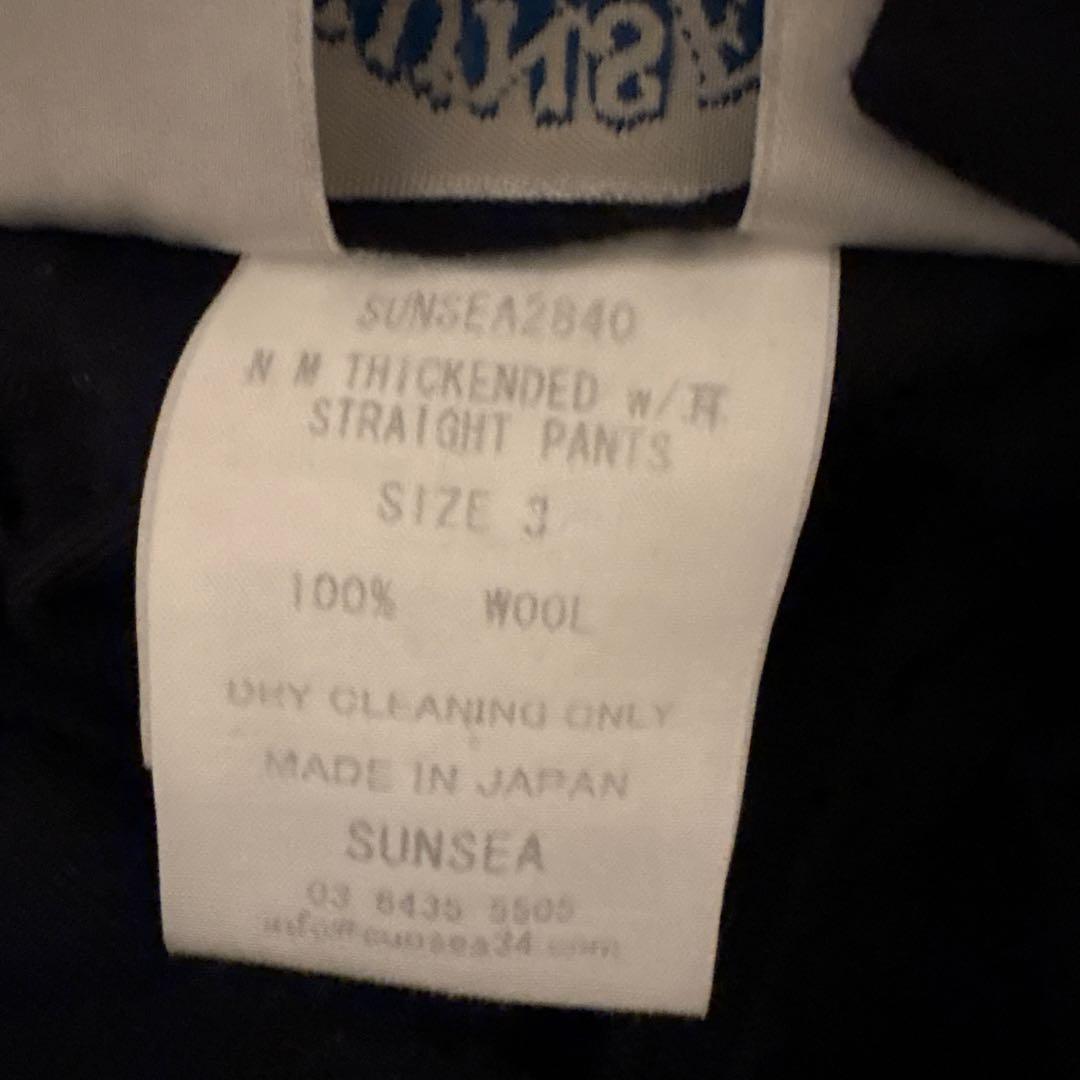 SUNSEA2840
N M THICKENDED w/耳
STRAIGHT PANTS
SIZE 3
100% WOOL
DRY CLEANING ONLY
MADE IN JAPAN
SUNSEA
03 6435 5505